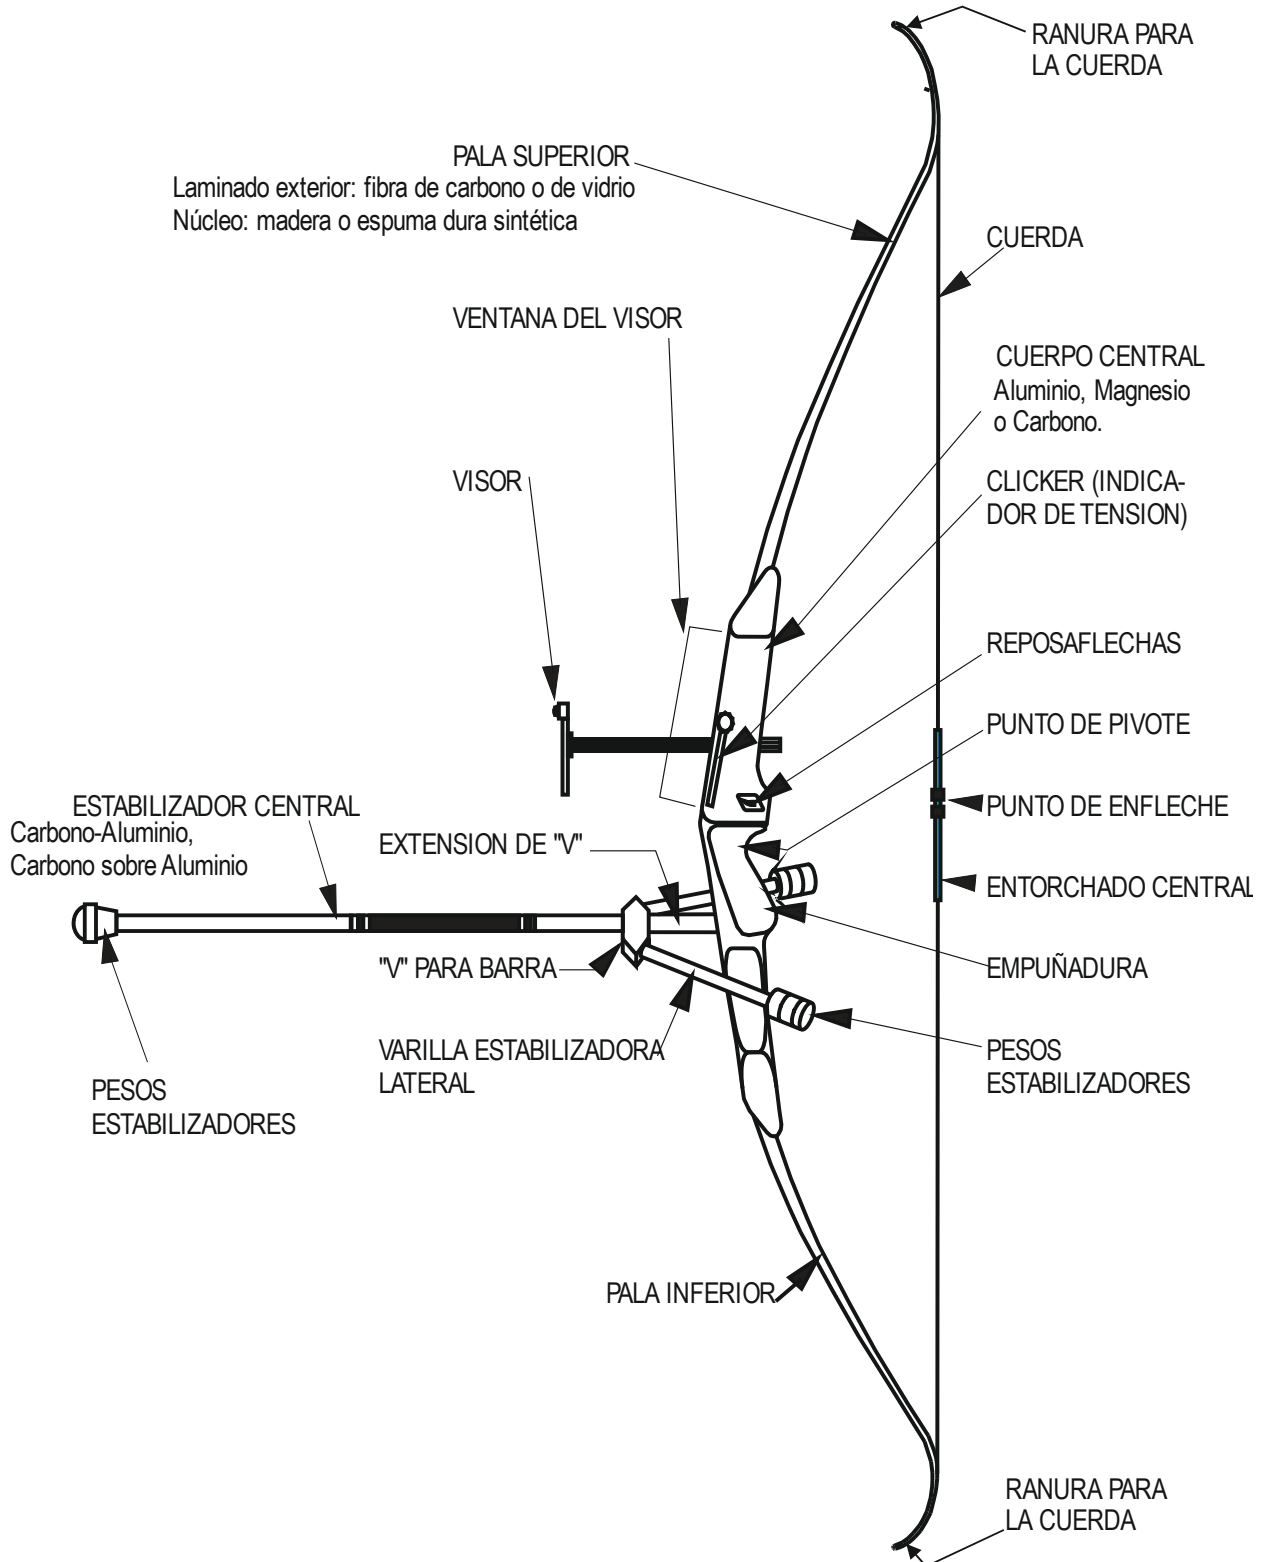 RANURA PARA
LA CUERDA
PALA SUPERIOR
Laminado exterior: fibra de carbono o de vidrio
Núcleo: madera o espuma dura sintética
CUERDA
VENTANA DEL VISOR
CUERPO CENTRAL
Aluminio, Magnesio
o Carbono.
VISOR
CLICKER (INDICA-
DOR DE TENSION)
REPOSAFLECHAS
PUNTO DE PIVOTE
ESTABILIZADOR CENTRAL
Carbono-Aluminio,
Carbono sobre Aluminio
PUNTO DE ENFLECHE
EXTENSION DE "V"
ENTORCHADO CENTRAL
"V" PARA BARRA
EMPUÑADURA
VARILLA ESTABILIZADORA
LATERAL
PESOS
ESTABILIZADORES
PESOS
ESTABILIZADORES
PALA INFERIOR
RANURA PARA
LA CUERDA